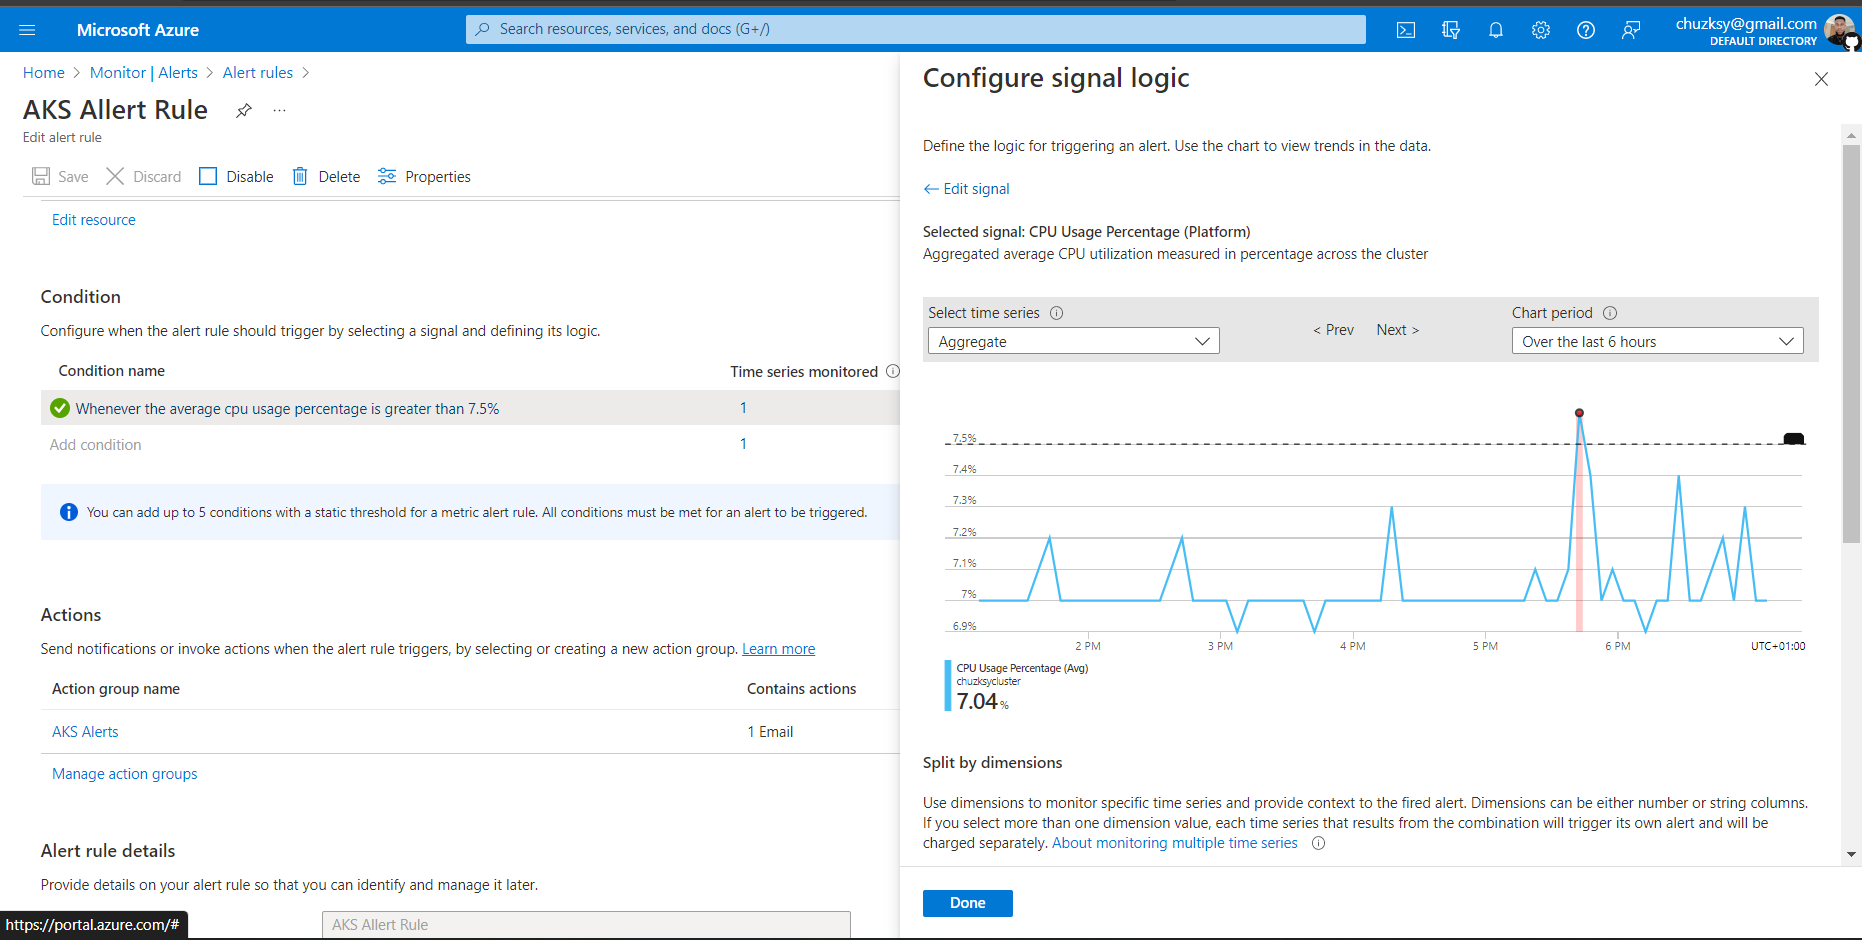 Microsoft Azure
Search resources, services, and docs (G+/)
chuzksy@gmail.com
DEFAULT DIRECTORY
Home > Monitor | Alerts > Alert rules >
AKS Allert Rule
...
Edit alert rule
Save Discard Disable Delete Properties
Edit resource
Condition
Configure when the alert rule should trigger by selecting a signal and defining its logic.
Condition name Time series monitored
Whenever the average cpu usage percentage is greater than 7.5% 1
Add condition 1
You can add up to 5 conditions with a static threshold for a metric alert rule. All conditions must be met for an alert to be triggered.
Actions
Send notifications or invoke actions when the alert rule triggers, by selecting or creating a new action group. Learn more
Action group name Contains actions
AKS Alerts 1 Email
Manage action groups
Alert rule details
Provide details on your alert rule so that you can identify and manage it later.
AKS Allert Rule
https://portal.azure.com/#
Configure signal logic
Define the logic for triggering an alert. Use the chart to view trends in the data.
← Edit signal
Selected signal: CPU Usage Percentage (Platform)
Aggregated average CPU utilization measured in percentage across the cluster
Select time series
Aggregate
< Prev Next >
Chart period
Over the last 6 hours
7.5%
7.4%
7.3%
7.2%
7.1%
7%
6.9%
2 PM 3 PM 4 PM 5 PM 6 PM UTC+01:00
CPU Usage Percentage (Avg)
chuzksycluster
7.04 %
Split by dimensions
Use dimensions to monitor specific time series and provide context to the fired alert. Dimensions can be either number or string columns.
If you select more than one dimension value, each time series that results from the combination will trigger its own alert and will be
charged separately. About monitoring multiple time series
Done